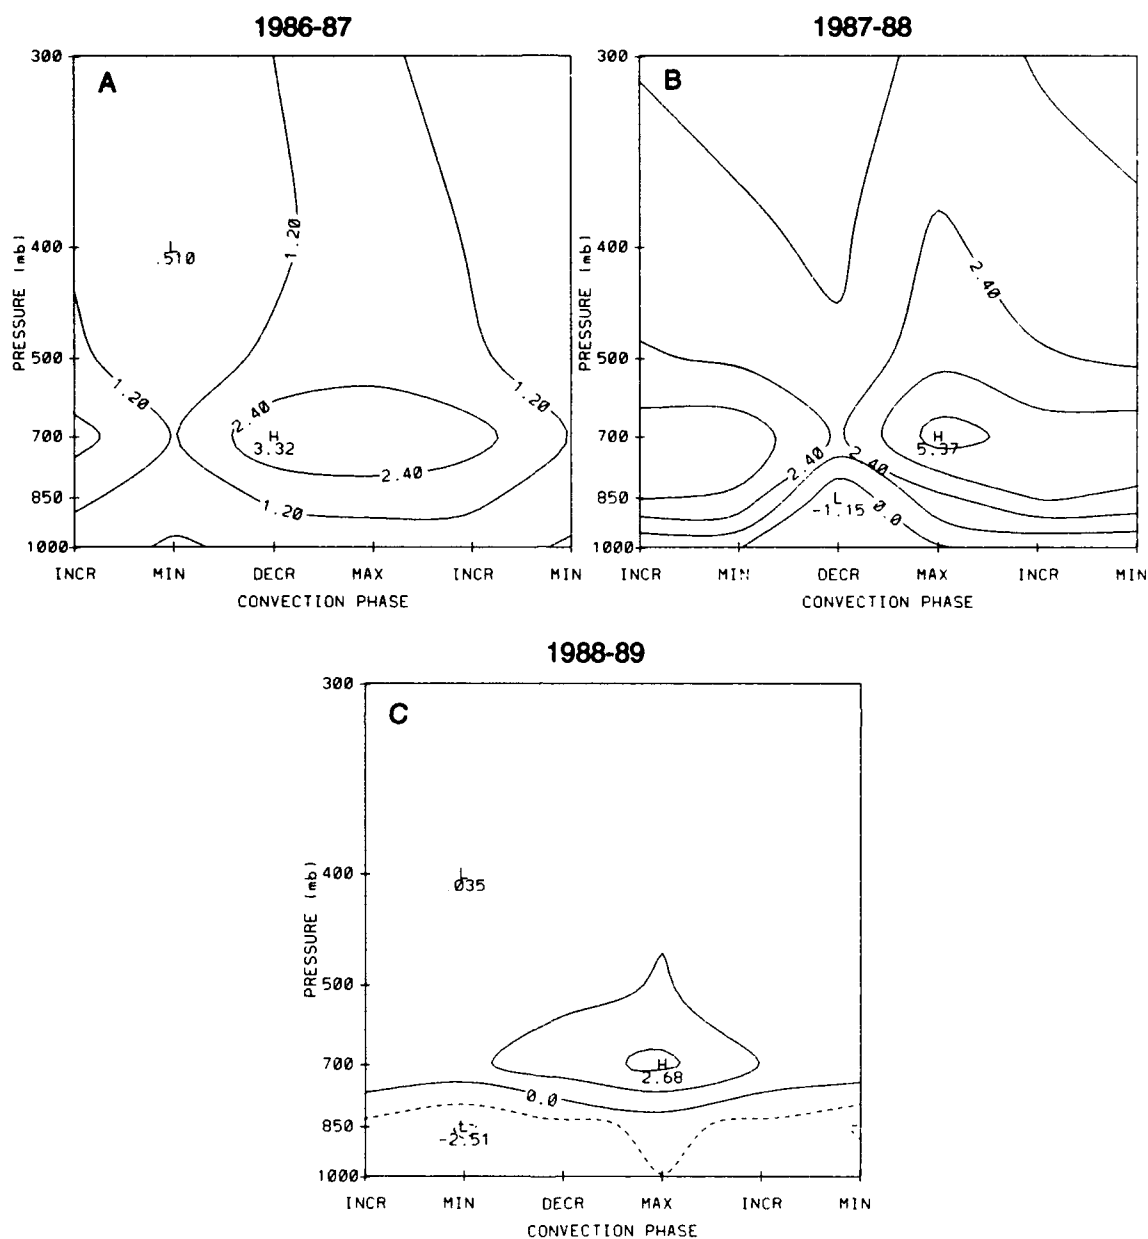 1986-87
A
300
400
500
700
850
1000
PRESSURE (mb)
1.20
L
.510
1.20
1.20
2.40
H
3.32
2.40
1.20
INCR MIN DECR MAX INCR MIN
CONVECTION PHASE
1987-88
B
300
400
500
700
850
1000
PRESSURE (mb)
2.40
H
5.37
2.40
2.40
L
-1.15
0.0
INCR MIN DECR MAX INCR MIN
CONVECTION PHASE
1988-89
C
300
400
500
700
850
1000
PRESSURE (mb)
L
035
H
2.68
0.0
L
-2.51
INCR MIN DECR MAX INCR MIN
CONVECTION PHASE